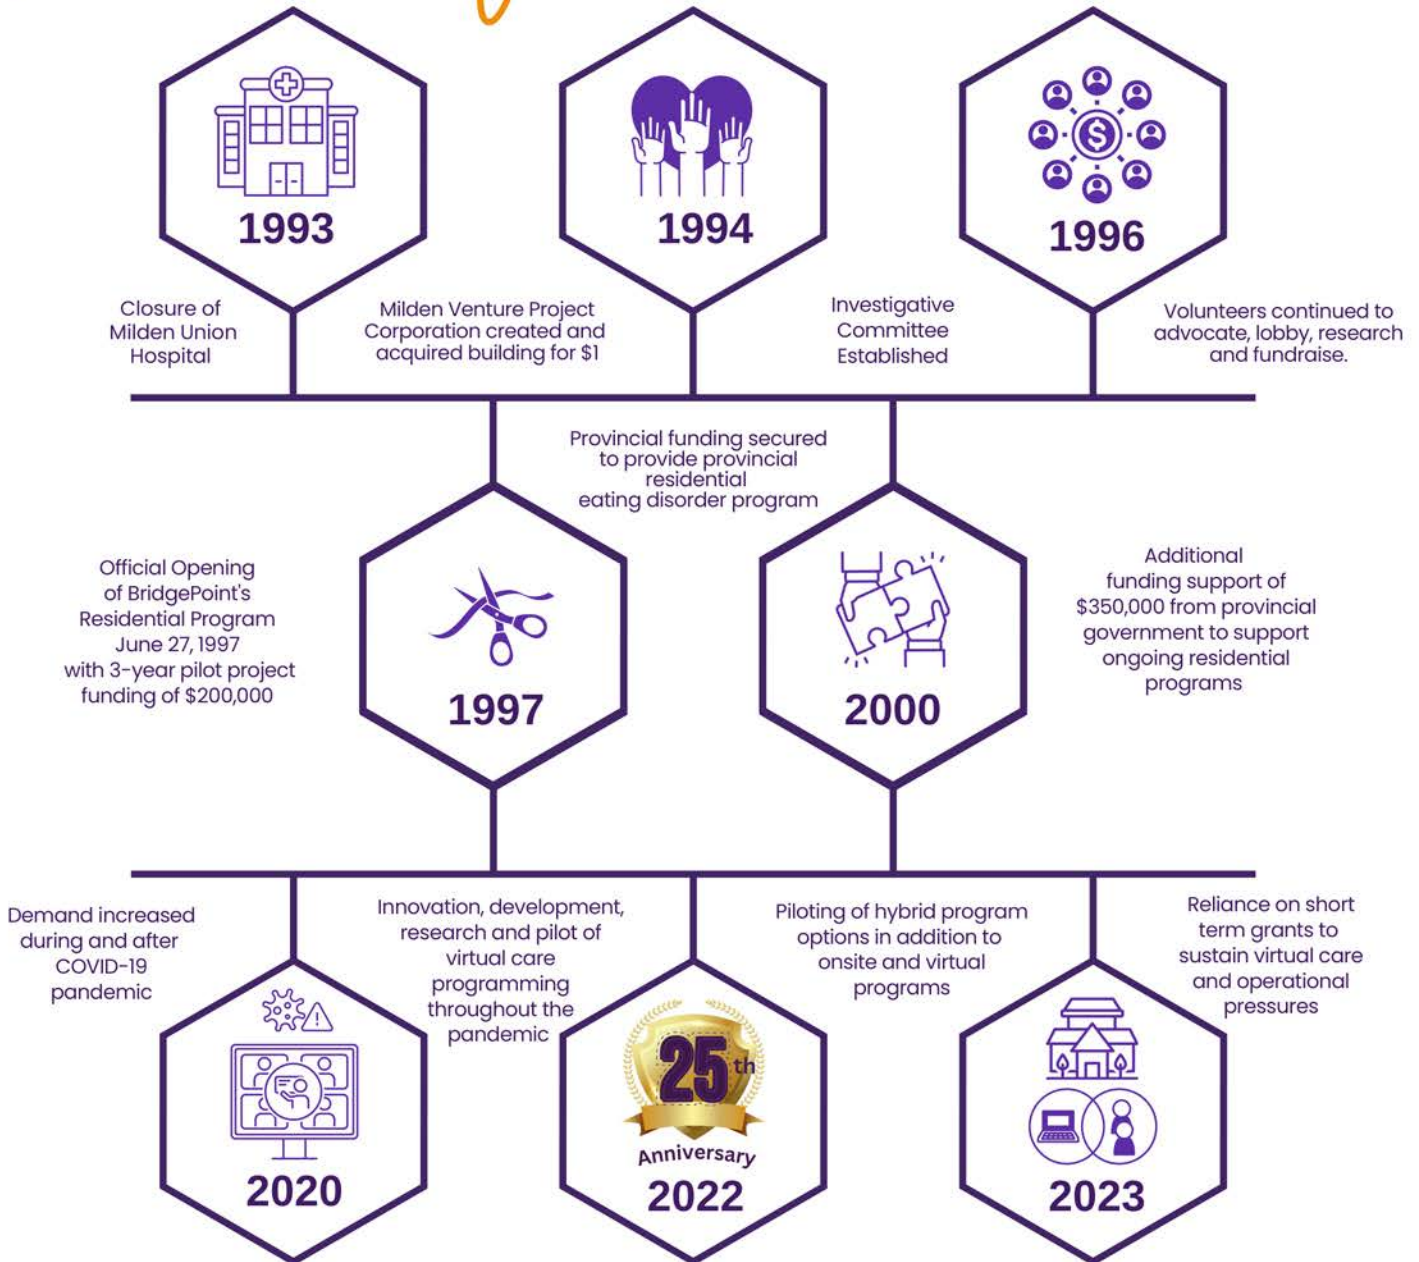 1993
1994
1996
Closure of
Milden Union
Hospital
Milden Venture Project
Corporation created and
acquired building for $1
Investigative
Committee
Established
Volunteers continued to
advocate, lobby, research
and fundraise.
Official Opening
of BridgePoint's
Residential Program
June 27, 1997
with 3-year pilot project
funding of $200,000
1997
Provincial funding secured
to provide provincial
residential
eating disorder program
2000
Additional
funding support of
$350,000 from provincial
government to support
ongoing residential
programs
Demand increased
during and after
COVID-19
pandemic
2020
Innovation, development,
research and pilot of
virtual care
programming
throughout the
pandemic
25th
Anniversary
2022
Piloting of hybrid program
options in addition to
onsite and virtual
programs
2023
Reliance on short
term grants to
sustain virtual care
and operational
pressures